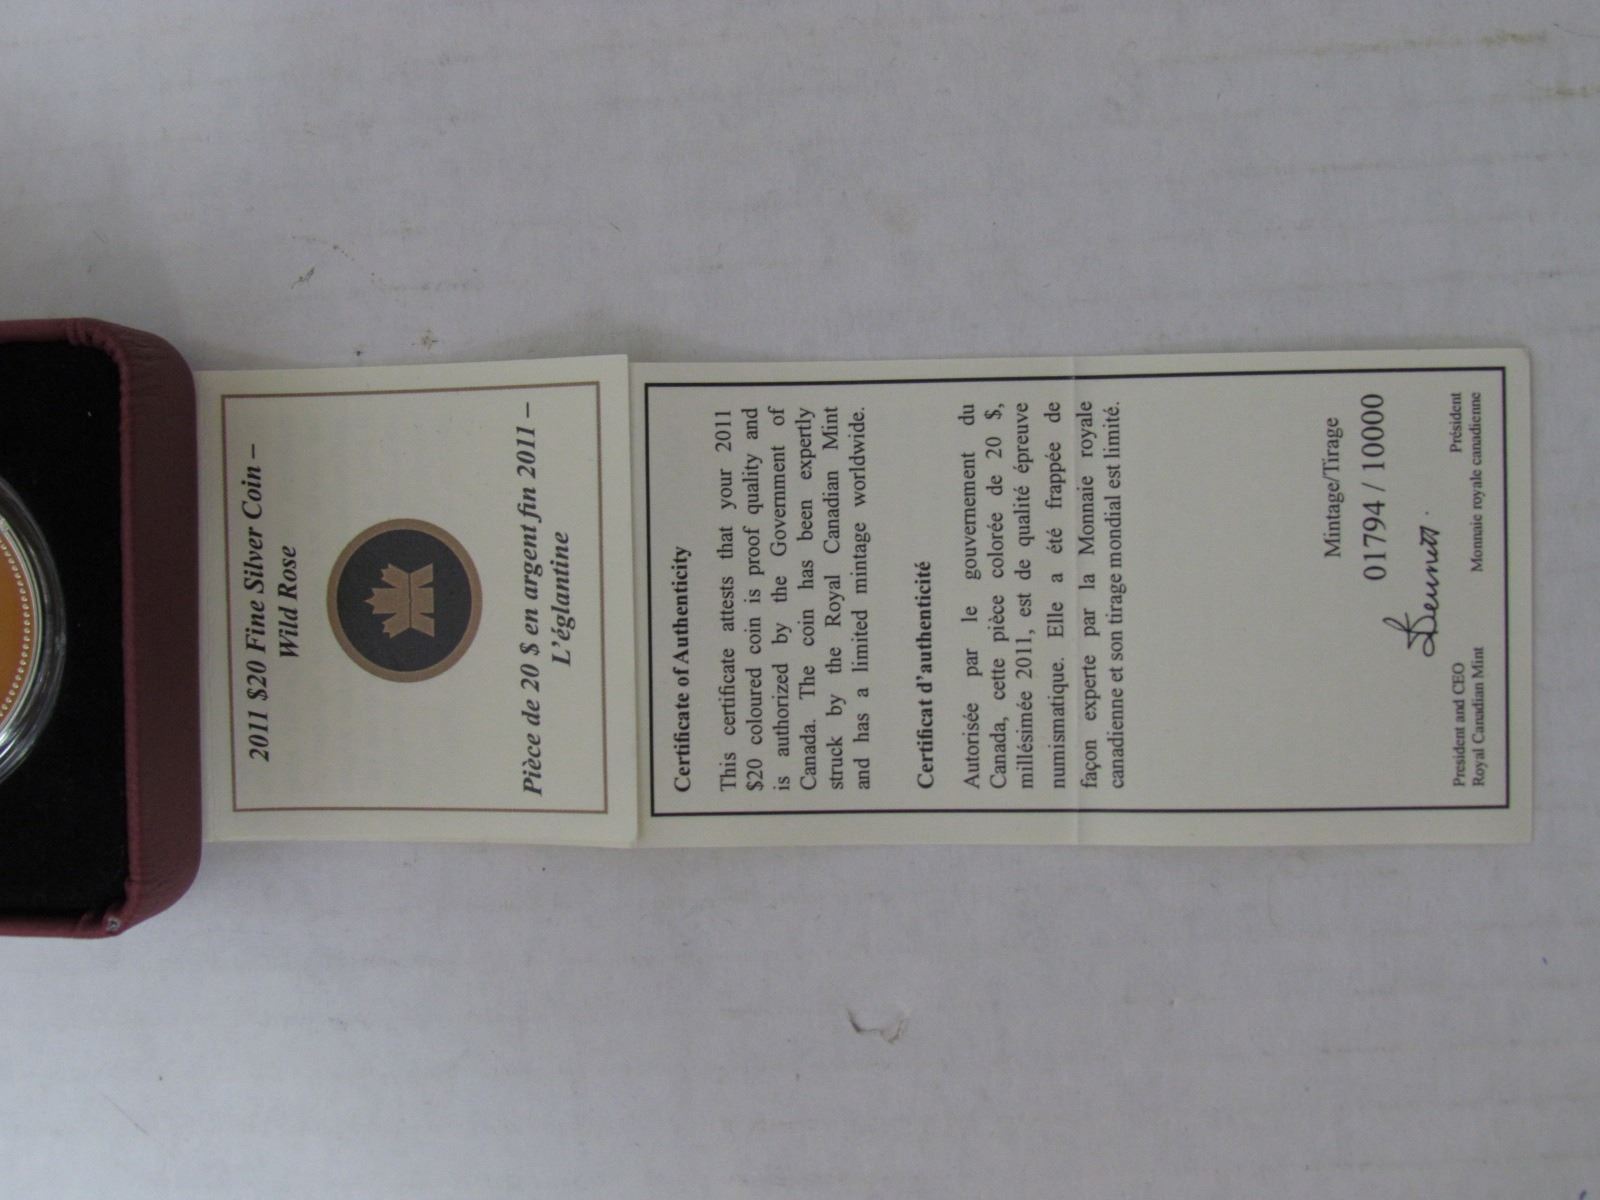 2011 $20 Fine Silver Coin –
Wild Rose
Pièce de 20 $ en argent fin 2011 –
L'églantine
Certificate of Authenticity
This certificate attests that your 2011
$20 coloured coin is proof quality and
is authorized by the Government of
Canada. The coin has been expertly
struck by the Royal Canadian Mint
and has a limited mintage worldwide.
Certificat d'authenticité
Autorisée par le gouvernement du
Canada, cette pièce colorée de 20 $,
millésimée 2011, est de qualité épreuve
numismatique. Elle a été frappée de
façon experte par la Monnaie royale
canadienne et son tirage mondial est limité.
Mintage/Tirage
01794 / 10000
President and CEO
Royal Canadian Mint
Président
Monnaie royale canadienne